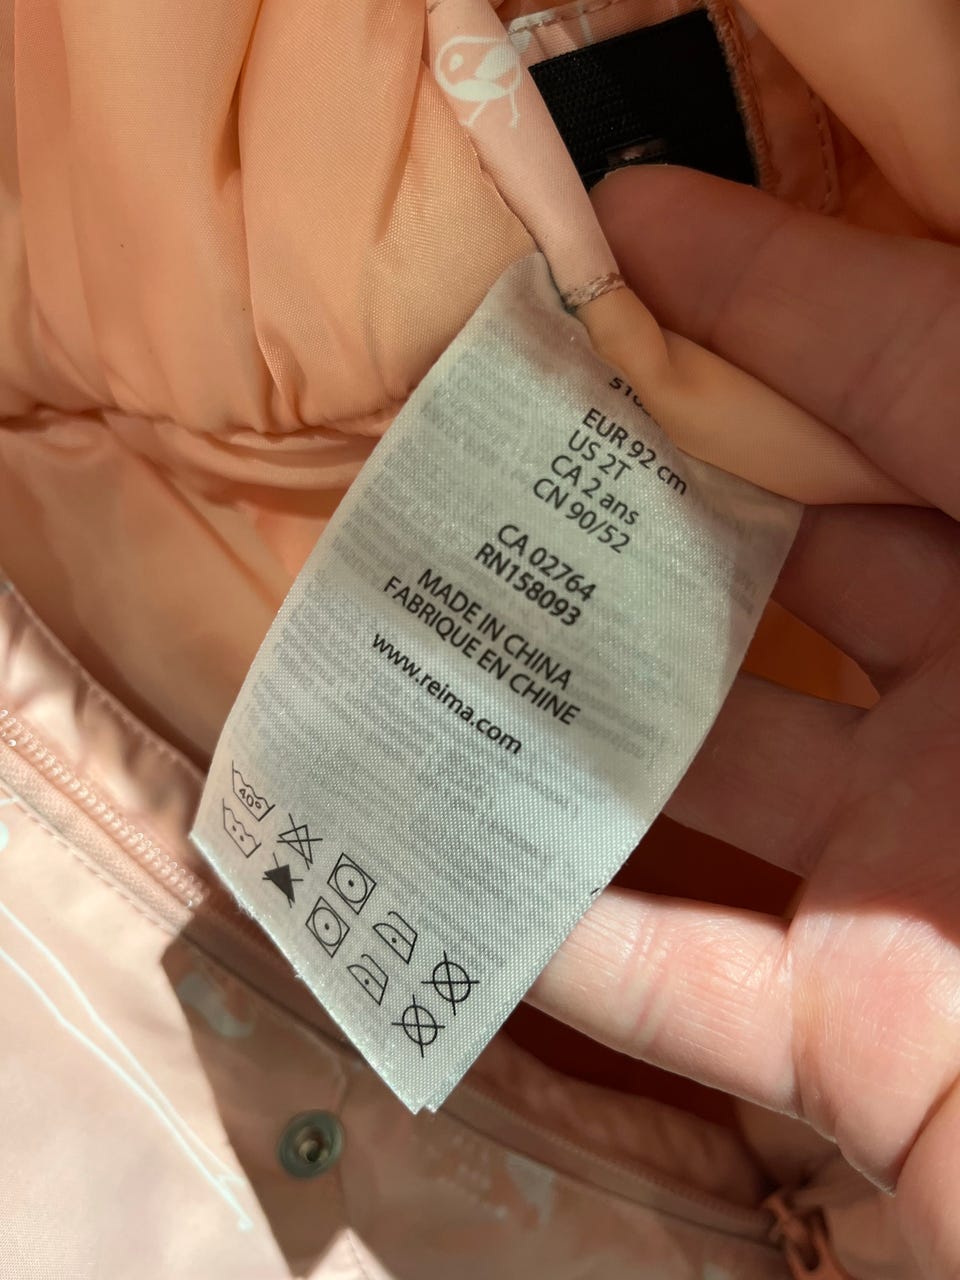 EUR 92 cm
US 2T
CA 2 ans
CN 90/52
CA 02764
RN158093
MADE IN CHINA
FABRIQUE EN CHINE
www.reima.com
40°